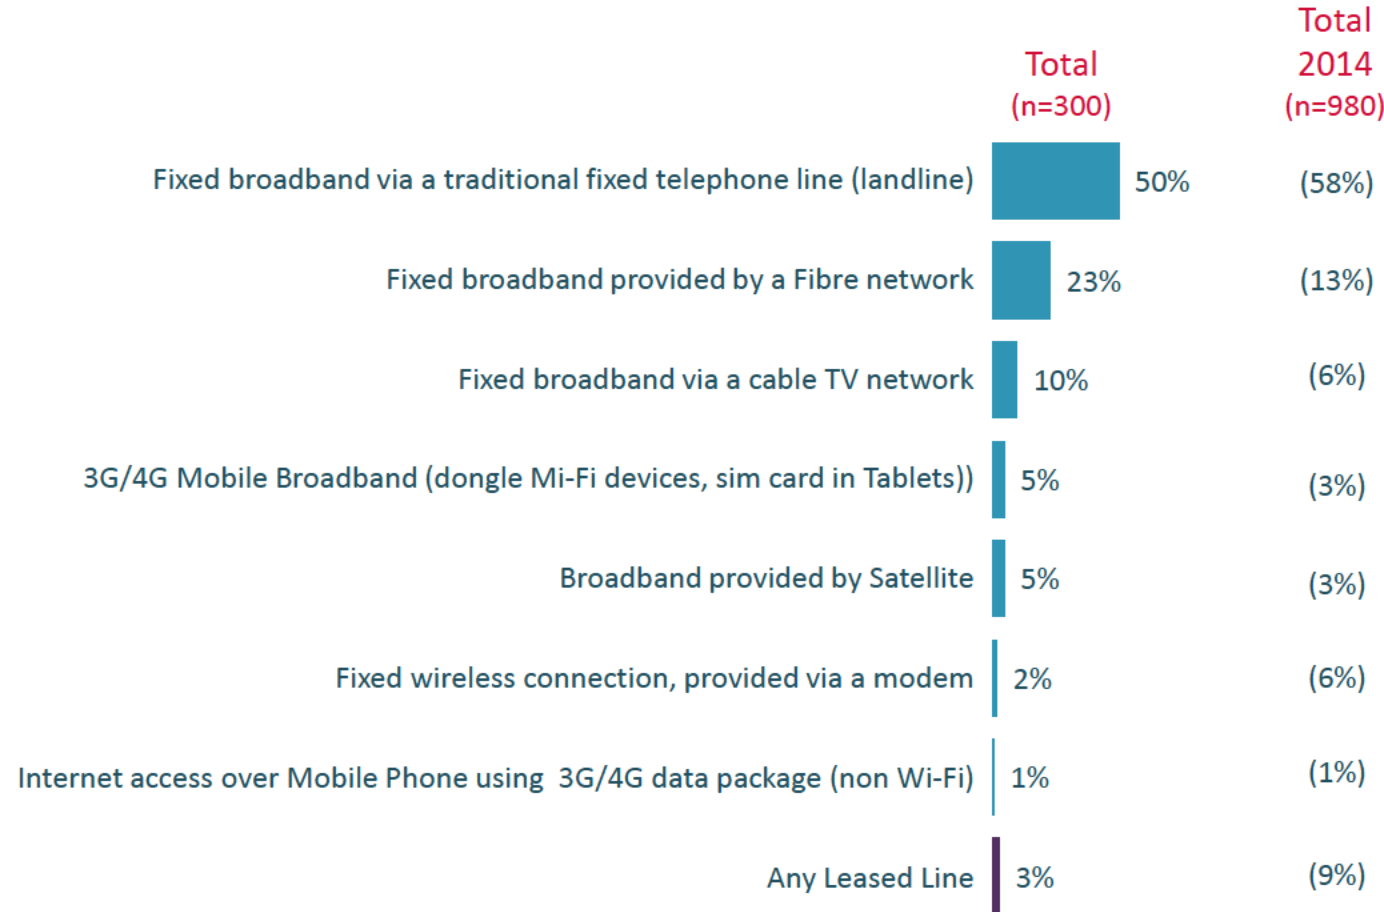 Total
Total 2014
(n=300)
(n=980)
Fixed broadband via a traditional fixed telephone line (landline) 50% (58%)
Fixed broadband provided by a Fibre network 23% (13%)
Fixed broadband via a cable TV network 10% (6%)
3G/4G Mobile Broadband (dongle Mi-Fi devices, sim card in Tablets)) 5% (3%)
Broadband provided by Satellite 5% (3%)
Fixed wireless connection, provided via a modem 2% (6%)
Internet access over Mobile Phone using  3G/4G data package (non Wi-Fi) 1% (1%)
Any Leased Line 3% (9%)